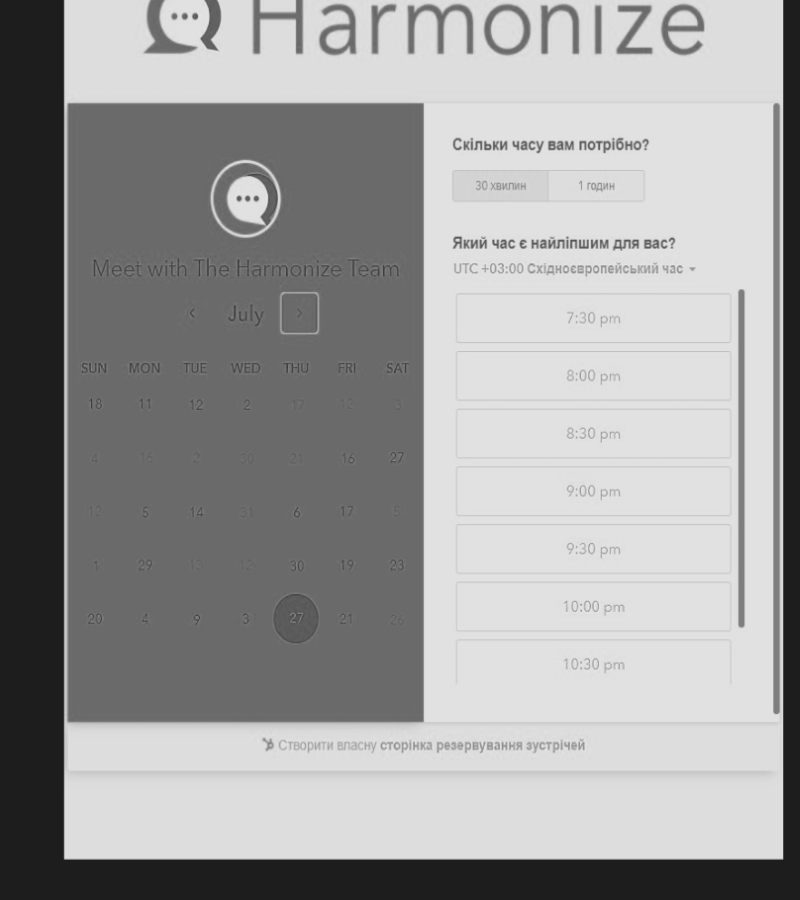 Harmonize
Meet with The Harmonize Team
July
SUN MON TUE WED THU FRI SAT
18 11 12 2 17 12 3
4 16 2 30 21 16 27
12 5 14 31 6 17 5
1 29 15 12 30 19 23
20 4 9 3 27 21 26
Скільки часу вам потрібно?
30 хвилин 1 годин
Який час є найліпшим для вас?
UTC +03:00 Східноєвропейський час
7:30 pm
8:00 pm
8:30 pm
9:00 pm
9:30 pm
10:00 pm
10:30 pm
Створити власну сторінка резервування зустрічей